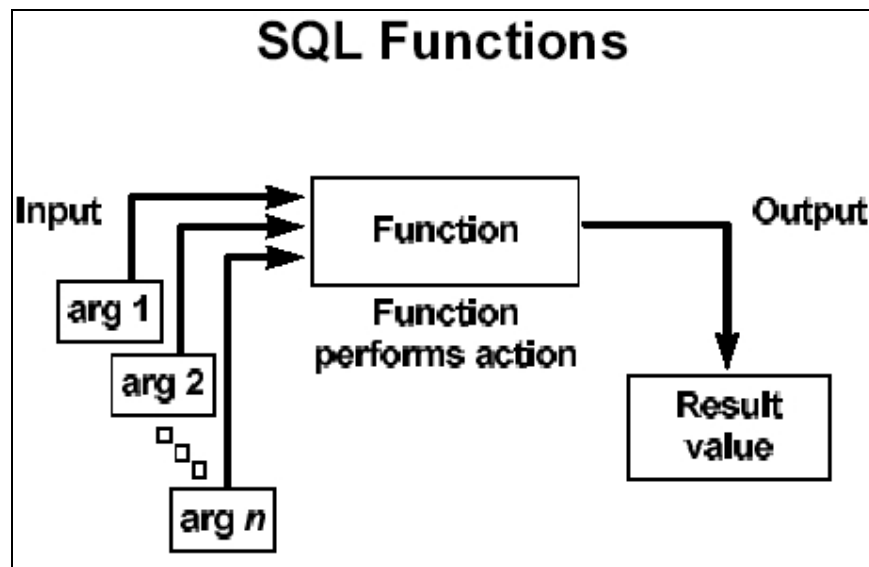 SQL Functions
Input
Function
Output
arg 1
Function
performs action
arg 2
Result
value
arg n